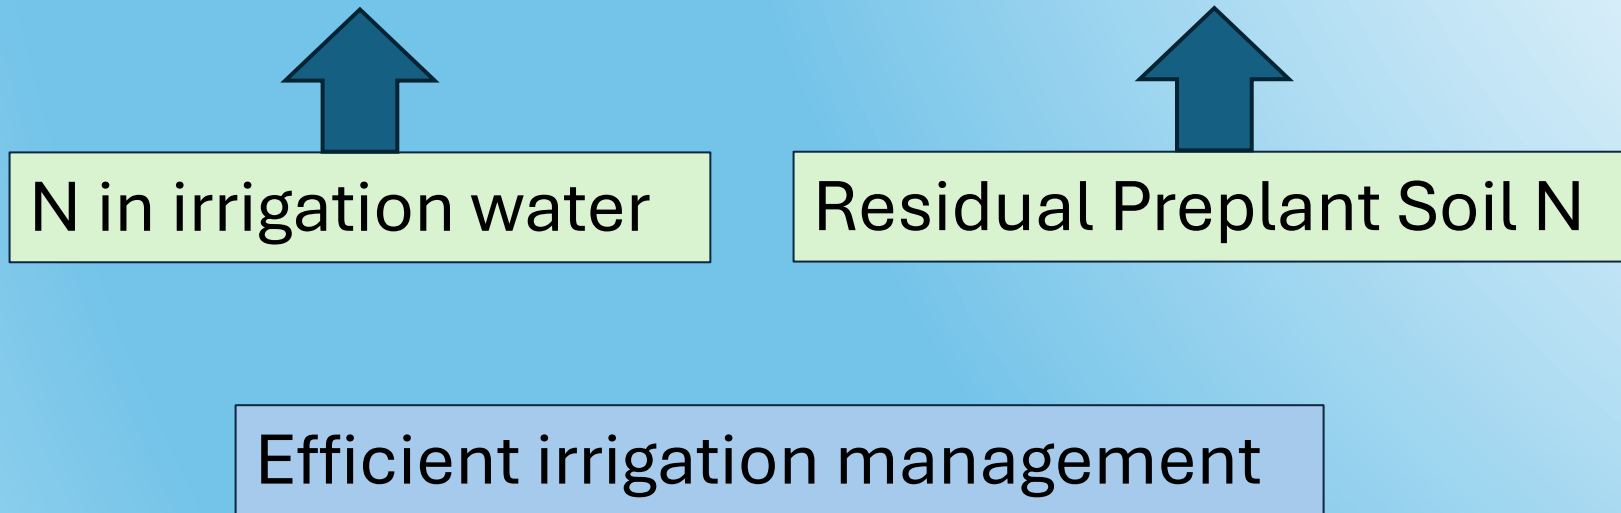 N in irrigation water
Residual Preplant Soil N
Efficient irrigation management